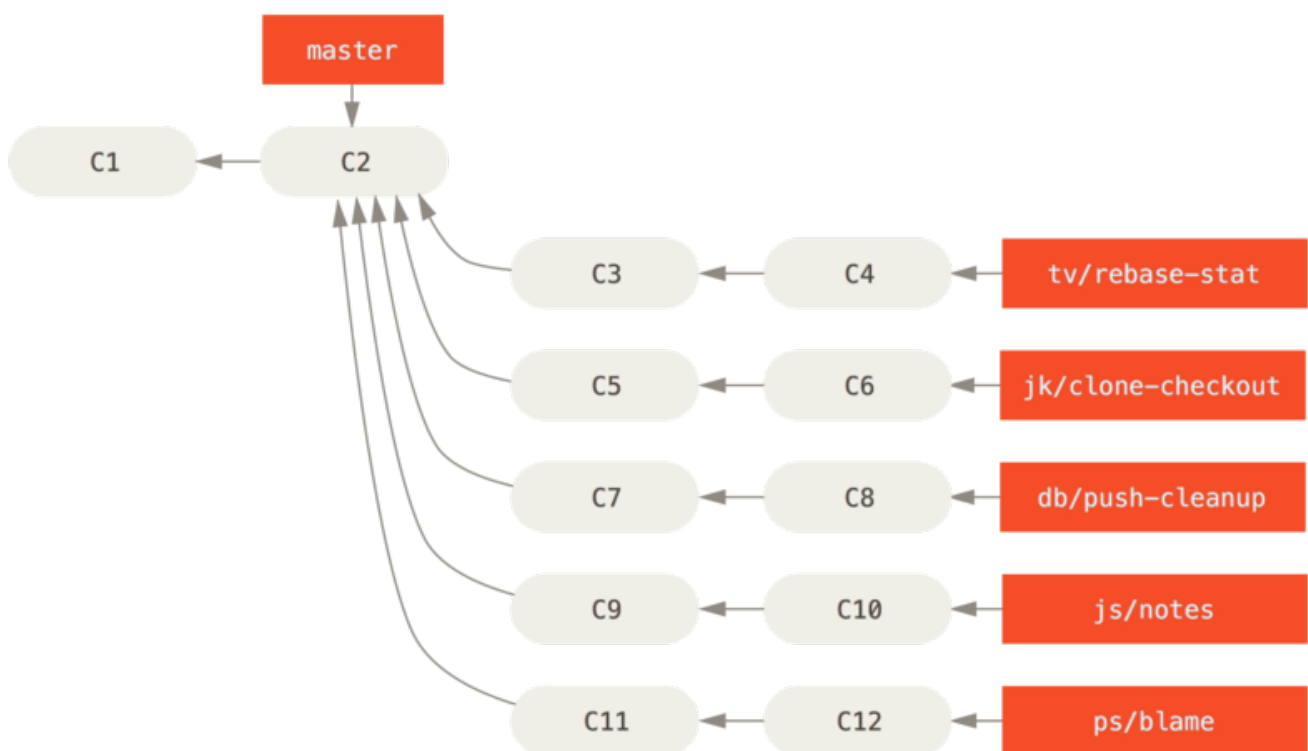 master
C1
C2
C3
C4
tv/rebase-stat
C5
C6
jk/clone-checkout
C7
C8
db/push-cleanup
C9
C10
js/notes
C11
C12
ps/blame